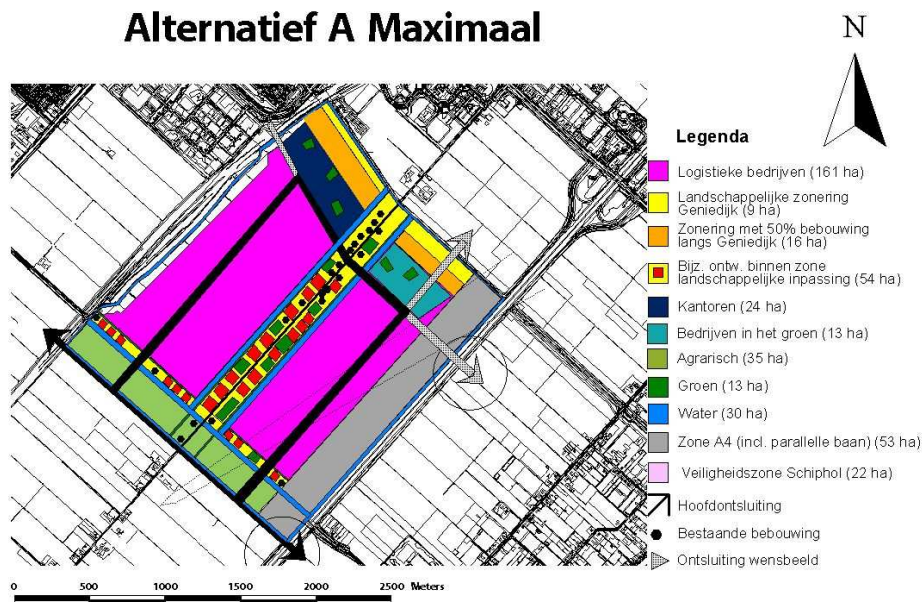 Alternatief A Maximaal
N
Legenda
Logistieke bedrijven (161 ha)
Landschappelijke zonering
Geniedijk (9 ha)
Zonering met 50% bebouwing
langs Geniedijk (16 ha)
Bijz. ontw. binnen zone
landschappelijke inpassing (54 ha)
Kantoren (24 ha)
Bedrijven in het groen (13 ha)
Agrarisch (35 ha)
Groen (13 ha)
Water (30 ha)
Zone A4 (incl. parallelle baan) (53 ha)
Veiligheidszone Schiphol (22 ha)
Hoofdontsluiting
Bestaande bebouwing
Ontsluiting wensbeeld
0 500 1000 1500 2000 2500 Meters